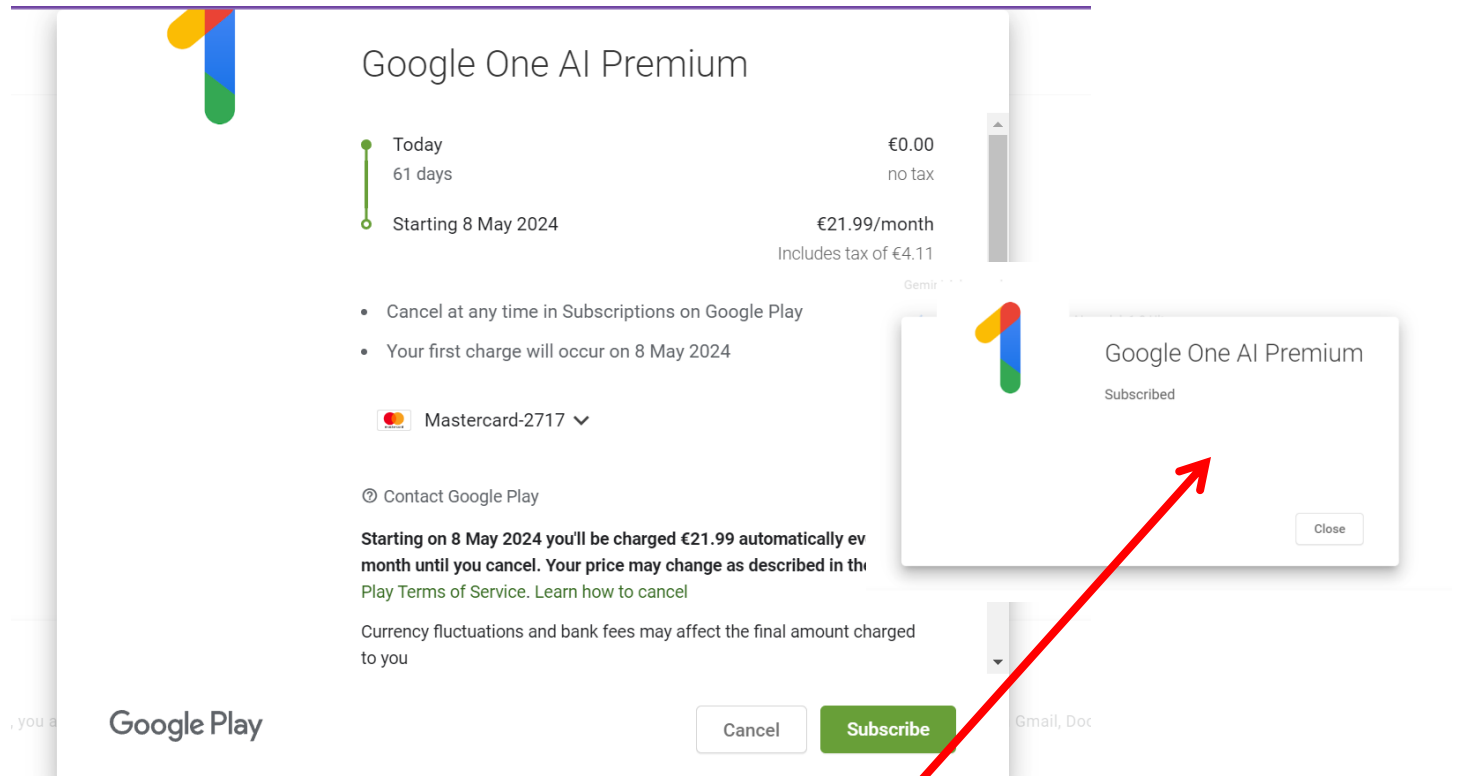 Google One AI Premium
Today €0.00
61 days no tax
Starting 8 May 2024 €21.99/month
Includes tax of €4.11
Cancel at any time in Subscriptions on Google Play
Your first charge will occur on 8 May 2024
Mastercard-2717
Contact Google Play
Starting on 8 May 2024 you'll be charged €21.99 automatically
month until you cancel. Your price may change as described in
Play Terms of Service. Learn how to cancel
Currency fluctuations and bank fees may affect the final amount charged
to you
Google Play
Cancel Subscribe
Google One AI Premium
Subscribed
Close
, you
Gmail,